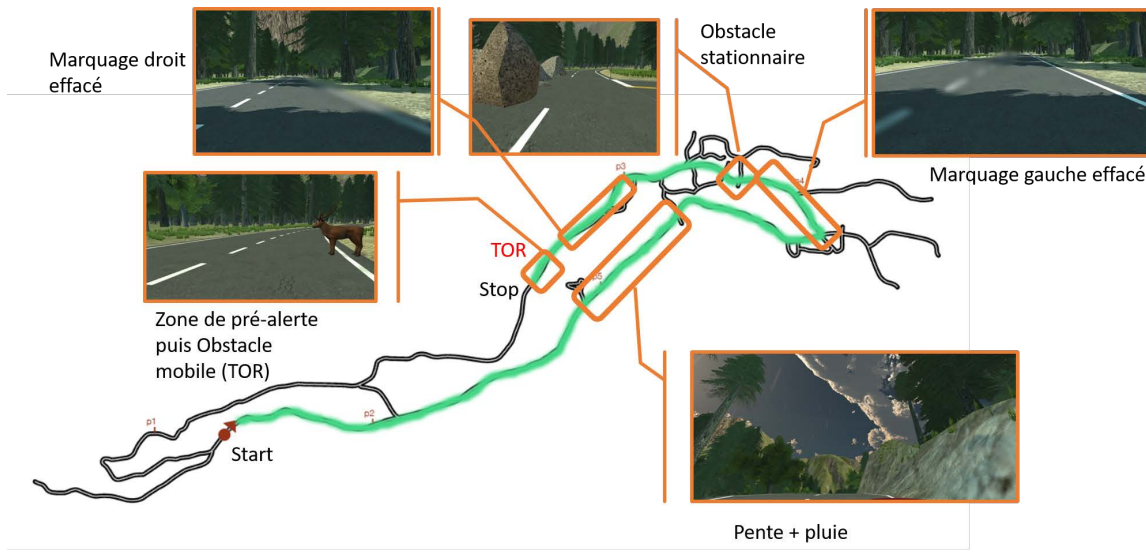 Marquage droit
effacé
Obstacle
stationnaire
Marquage gauche effacé
p3
p4
TOR
Stop
p5
Zone de pré-alerte
puis Obstacle
mobile (TOR)
p1
p2
Start
Pente + pluie